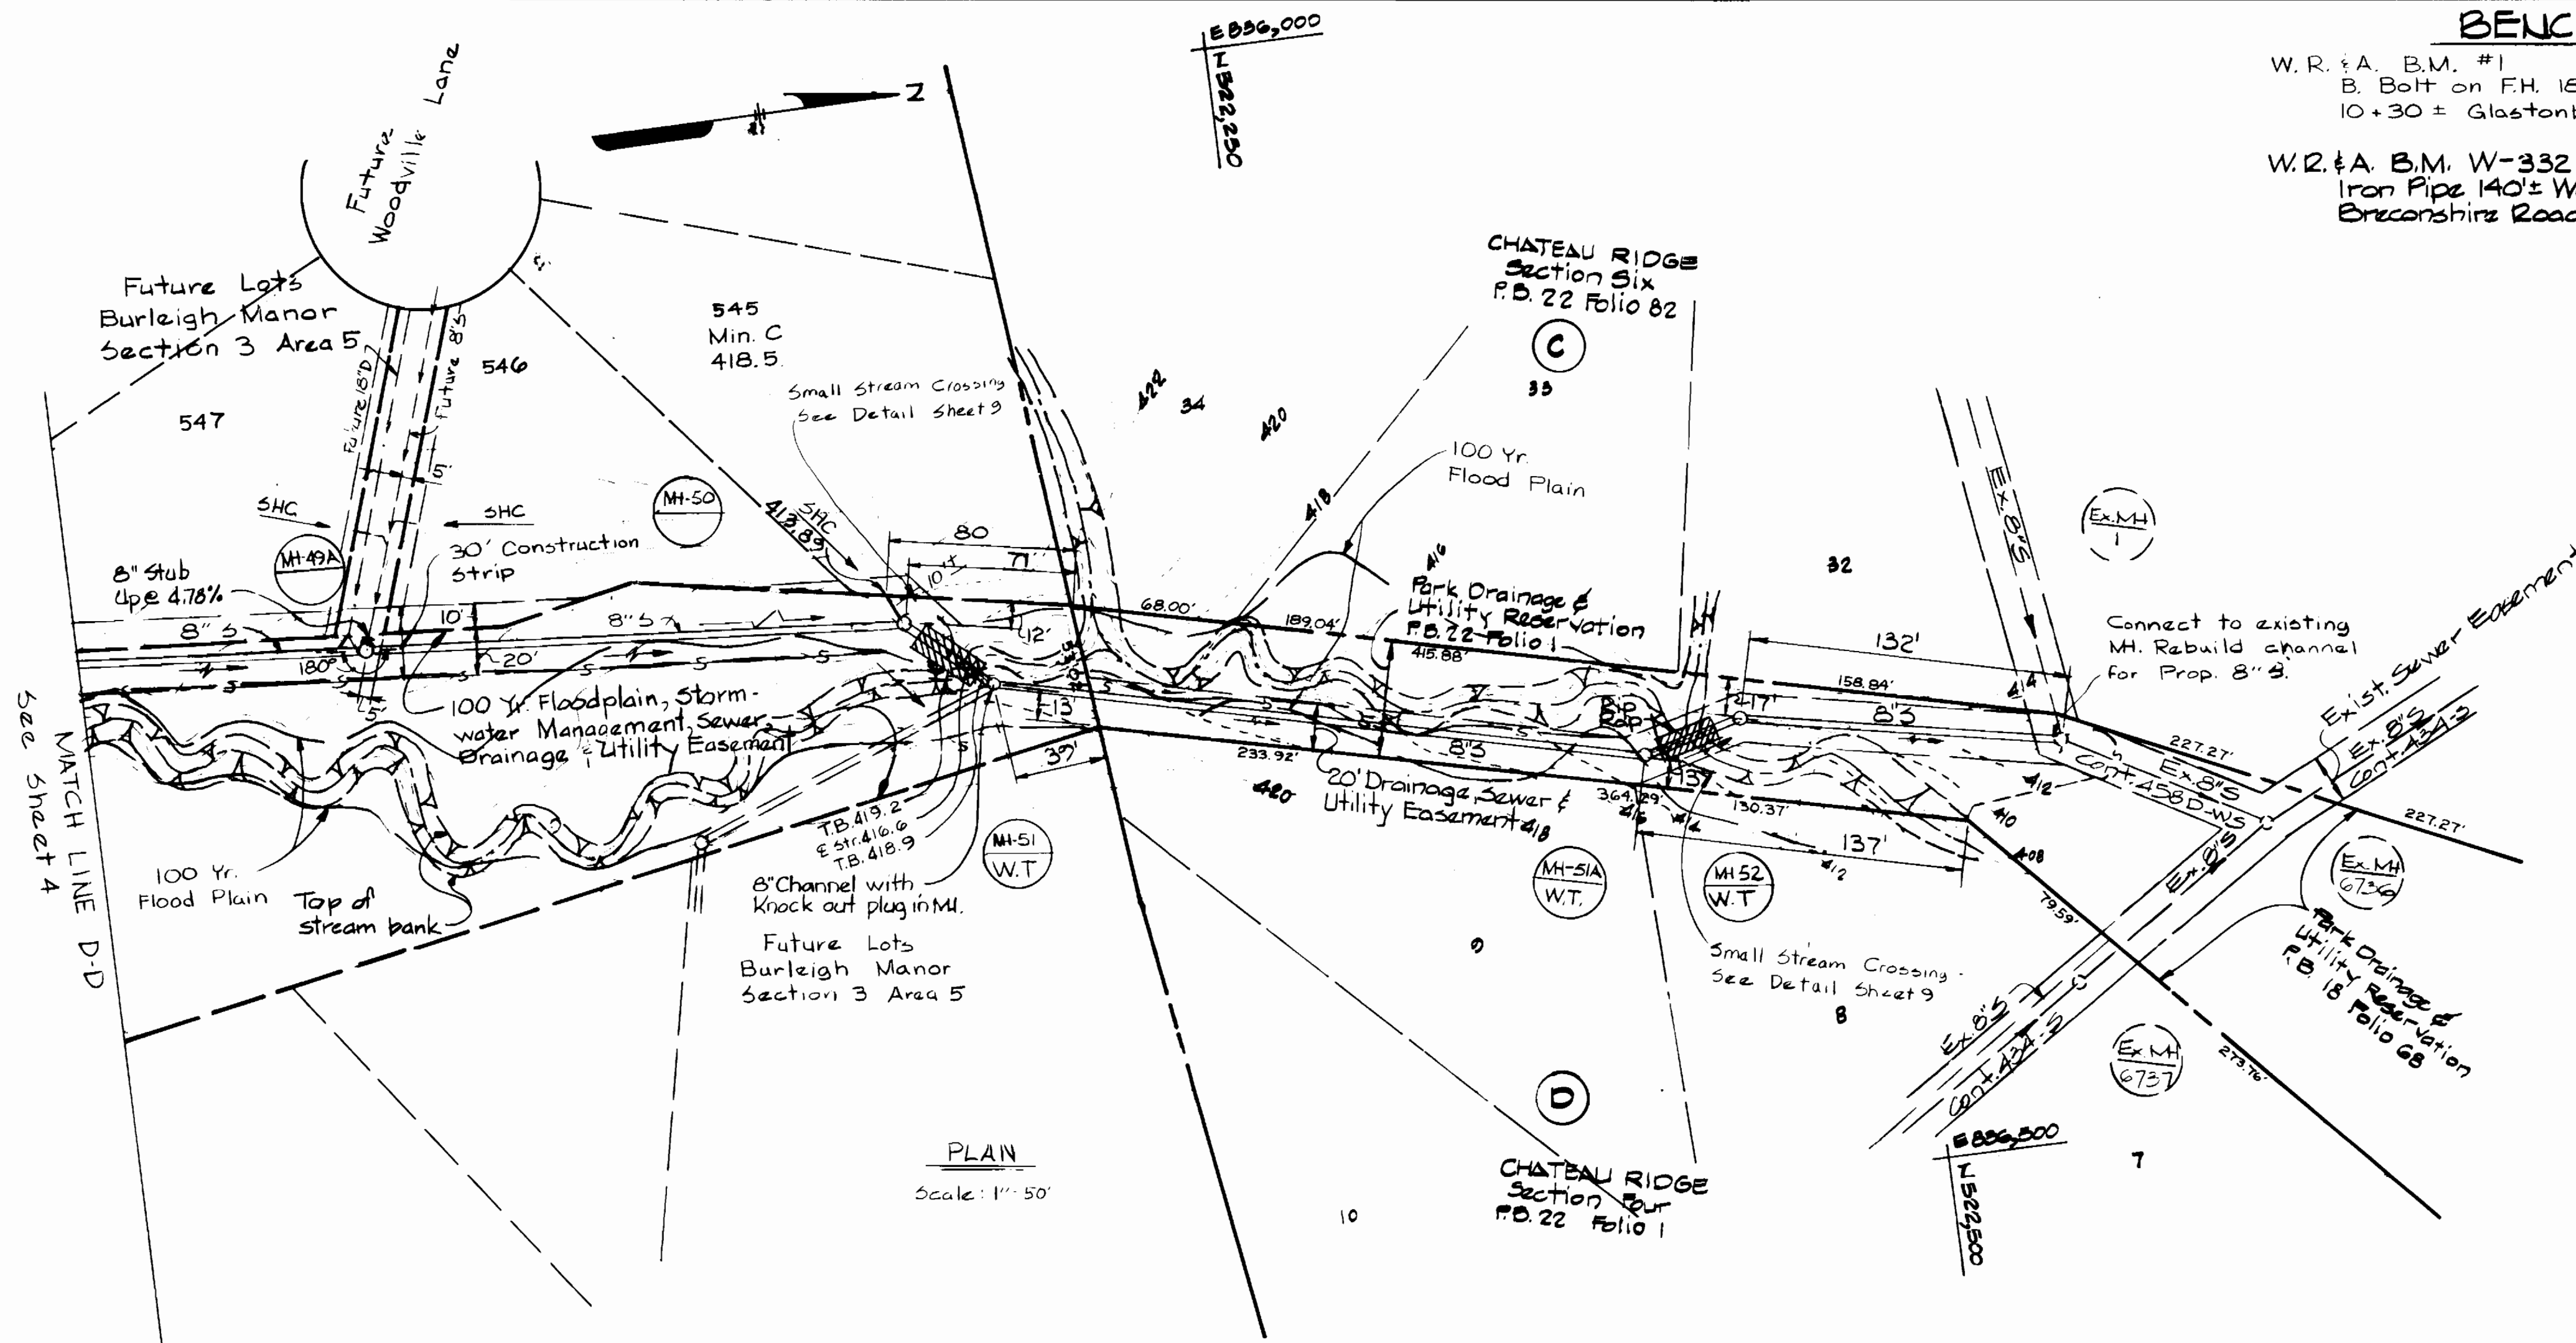 BENC
W. R. & A. B.M. #1
B. Bolt on F.H. 18
10+30 ± Glaston
W.R. & A. B.M. W-332
Iron Pipe 140'± W
Breconshire Road
E 836,000
N 522,250
N
Future
Woodville Lane
Future Lots
Burleigh Manor
Section 3 Area 5
547
546
545
Min. C
418.5
Future 18"D
Future 8"S
5'
Small Stream Crossing
See Detail Sheet 9
CHATEAU RIDGE
Section Six
P.B. 22 Folio 82
C
33
34
422
420
418
416
100 Yr.
Flood Plain
SHC
SHC
SHC
413.89
MH-49A
MH-50
30' Construction
Strip
8" Stub
Up @ 4.78%
8" S
8" S
180°
10'
20'
5'
80
71'
10'±
12'
13'
39'
68.00'
189.04'
415.88'
Park Drainage &
Utility Reservation
P.B. 22 Folio 1
Rip
Rap
17'
132'
158.84'
8"S
8"S
32
Ex. 8"S
Ex. MH
1
Connect to existing
MH. Rebuild channel
for Prop. 8" S.
Exist. Sewer Easement
Ex. 8"S
Cont. 434-S
227.27'
227.27'
Ex. 8"S
Cont. 458D-WS
Ex. 8"S
Ex. MH
6736
Park Drainage &
Utility Reservation
P.B. 18 Folio 68
414
412
410
408
100 Yr. Floodplain, Storm-
water Management, Sewer,
Drainage & Utility Easement
MATCH LINE D-D
See Sheet 4
100 Yr.
Flood Plain
Top of
stream bank
T.B. 419.2
₵ Str. 416.6
T.B. 418.9
8" Channel with
Knock out plug in MH.
MH-51
W.T
Future Lots
Burleigh Manor
Section 3 Area 5
233.92'
420
20' Drainage, Sewer &
Utility Easement
418
364.29'
416
414
412
37'
130.37'
137'
MH-51A
W.T.
MH 52
W.T
Small Stream Crossing
See Detail Sheet 9
9
8
79.59'
273.76'
Ex. 8"S
Cont. 434-S
Ex. MH
6737
E 836,500
N 522,500
7
10
D
CHATEAU RIDGE
Section Four
P.B. 22 Folio 1
PLAN
Scale: 1"=50'